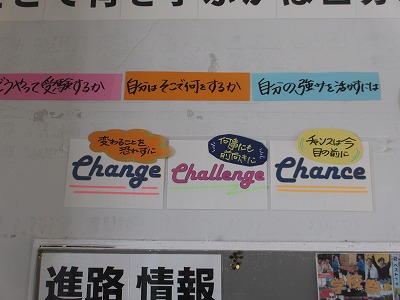 どうやって受験するか
自分はそこで何をするか
自分の強みを活かすには
変わることを
恐れずに
Change
何事にも
前向きに
Challenge
チャンスは今
目の前に
Chance
進路 情報